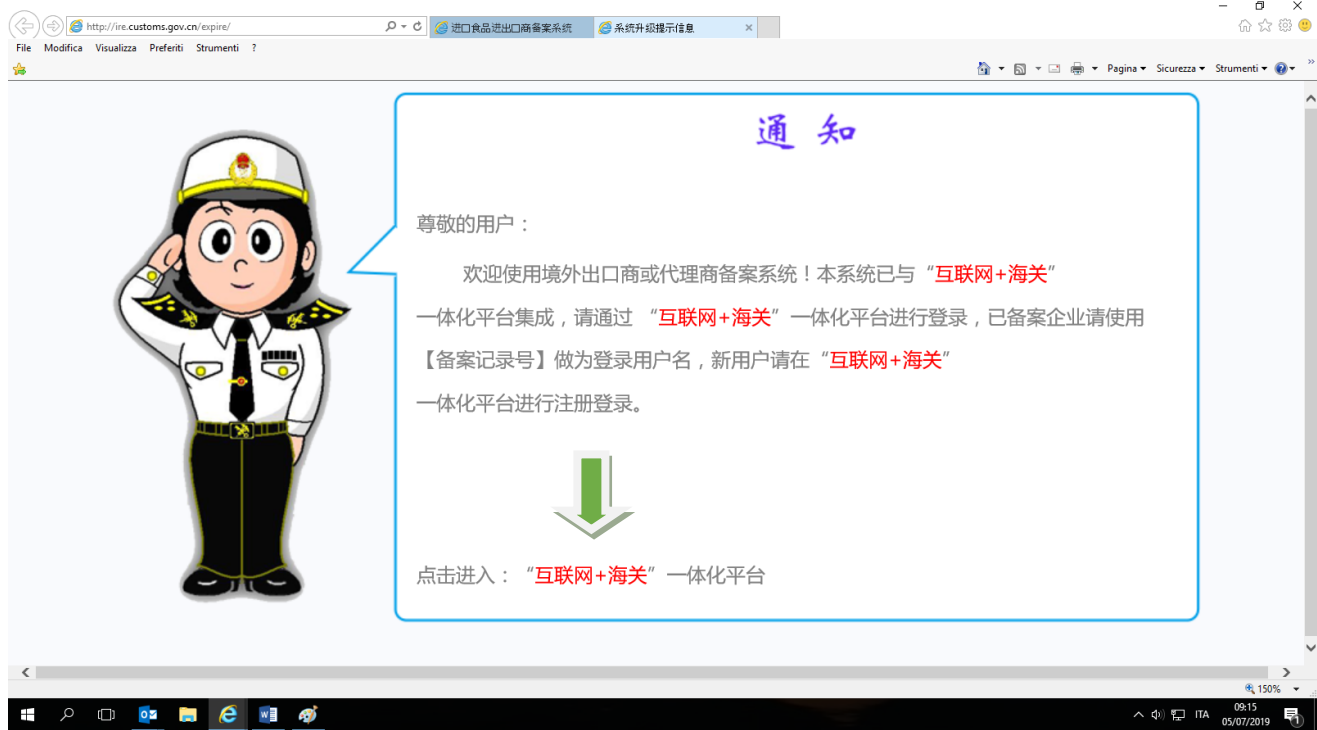 http://ire.customs.gov.cn/expire/
进口食品进出口商备案系统
系统升级提示信息
File Modifica Visualizza Preferiti Strumenti ?
Pagina Sicurezza Strumenti
通 知
尊敬的用户：
欢迎使用境外出口商或代理商备案系统！本系统已与“互联网+海关”
一体化平台集成，请通过 “互联网+海关”一体化平台进行登录，已备案企业请使用
【备案记录号】做为登录用户名，新用户请在“互联网+海关”
一体化平台进行注册登录。
点击进入：“互联网+海关”一体化平台
150%
ITA
09:15
05/07/2019